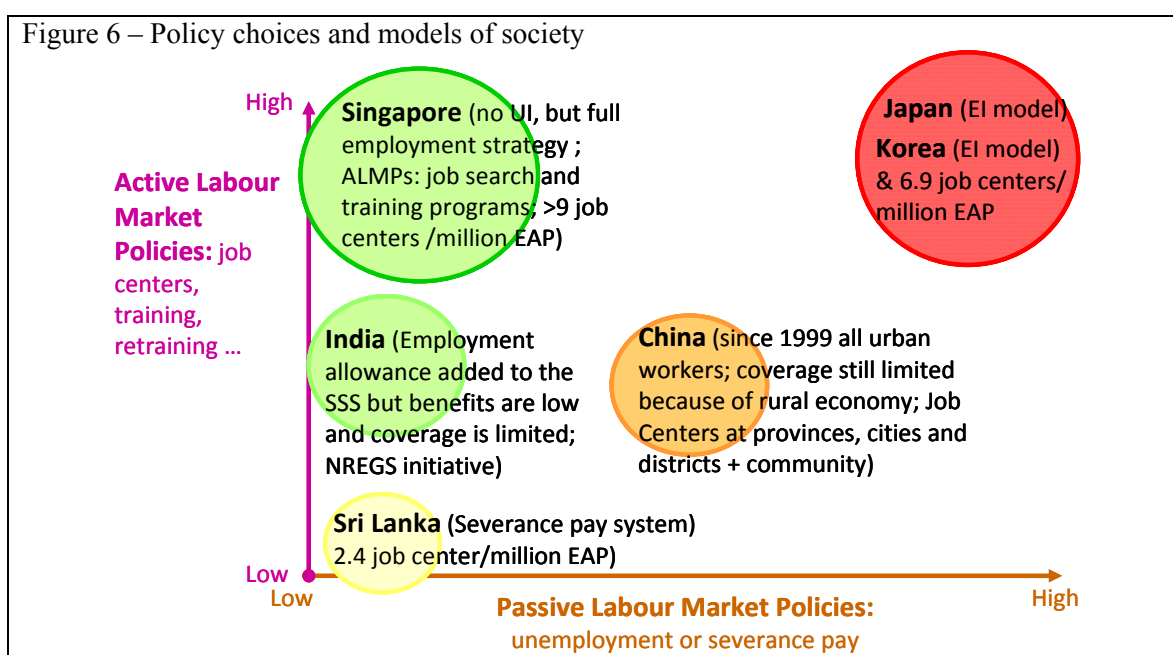 Figure 6 – Policy choices and models of society
High
Active Labour
Market
Policies: job
centers,
training,
retraining ...
Singapore (no UI, but full
employment strategy ;
ALMPs: job search and
training programs; >9 job
centers /million EAP)
Japan (EI model)
Korea (EI model)
& 6.9 job centers/
million EAP
India (Employment
allowance added to the
SSS but benefits are low
and coverage is limited;
NREGS initiative)
China (since 1999 all urban
workers; coverage still limited
because of rural economy; Job
Centers at provinces, cities and
districts + community)
Sri Lanka (Severance pay system)
2.4 job center/million EAP)
Low
Low
Passive Labour Market Policies:
unemployment or severance pay
High